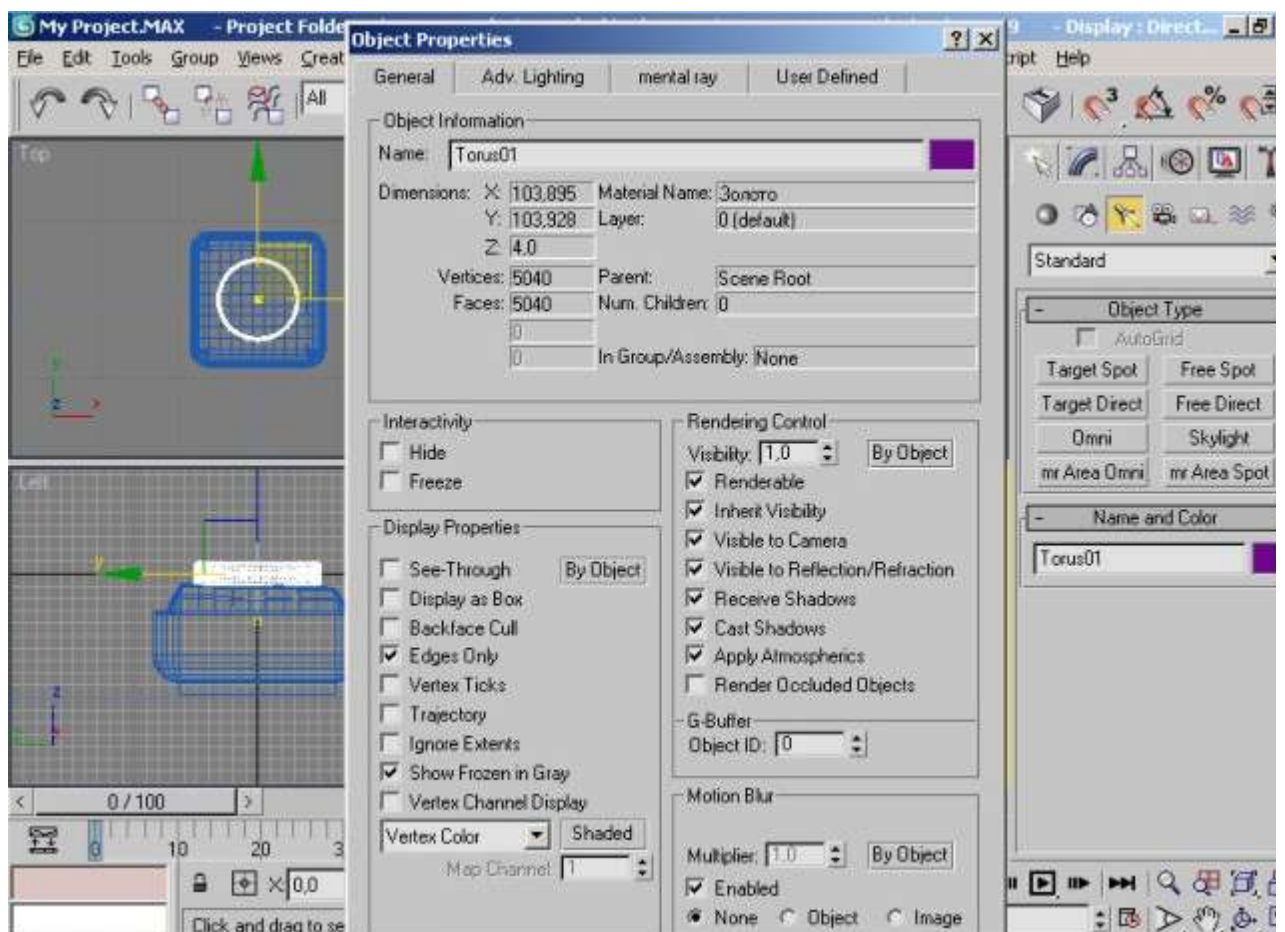 My Project.MAX - Project Folde
9 - Display : Direct...
File Edit Tools Group Views Creat
ript Help
All
Object Properties
General Adv. Lighting mental ray User Defined
Object Information
Name: Torus01
Dimensions: X: 103,895 Material Name: Золото
Y: 103,928 Layer: 0 (default)
Z: 4.0
Vertices: 5040 Parent: Scene Root
Faces: 5040 Num. Children: 0
0
0 In Group/Assembly: None
Interactivity
Hide
Freeze
Display Properties
See-Through By Object
Display as Box
Backface Cull
Edges Only
Vertex Ticks
Trajectory
Ignore Extents
Show Frozen in Gray
Vertex Channel Display
Vertex Color Shaded
Map Channel: 1
Rendering Control
Visibility: 1,0 By Object
Renderable
Inherit Visibility
Visible to Camera
Visible to Reflection/Refraction
Receive Shadows
Cast Shadows
Apply Atmospherics
Render Occluded Objects
G-Buffer
Object ID: 0
Motion Blur
Multiplier: 1.0 By Object
Enabled
None Object Image
Top
y
z
Left
y
z
0 / 100
0 10 20 3
X: 0,0
Click and drag to se
3 %
Standard
- Object Type
AutoGrid
Target Spot Free Spot
Target Direct Free Direct
Omni Skylight
mr Area Omni mr Area Spot
- Name and Color
Torus01